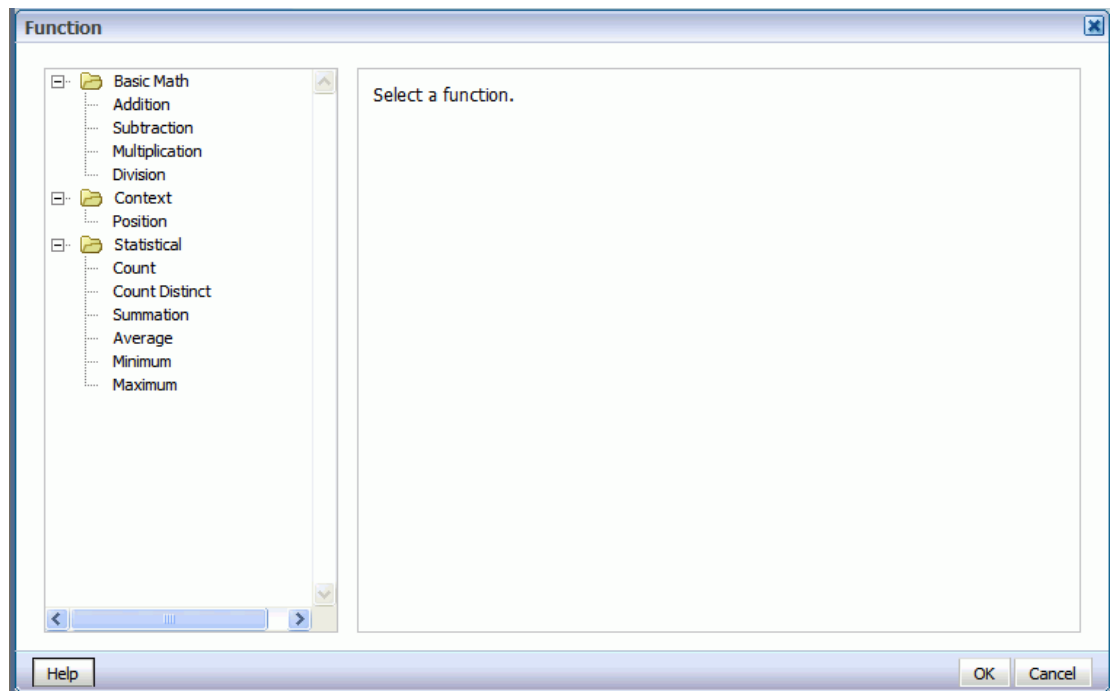 Function
Basic Math
Addition
Subtraction
Multiplication
Division
Context
Position
Statistical
Count
Count Distinct
Summation
Average
Minimum
Maximum
Select a function.
Help
OK
Cancel